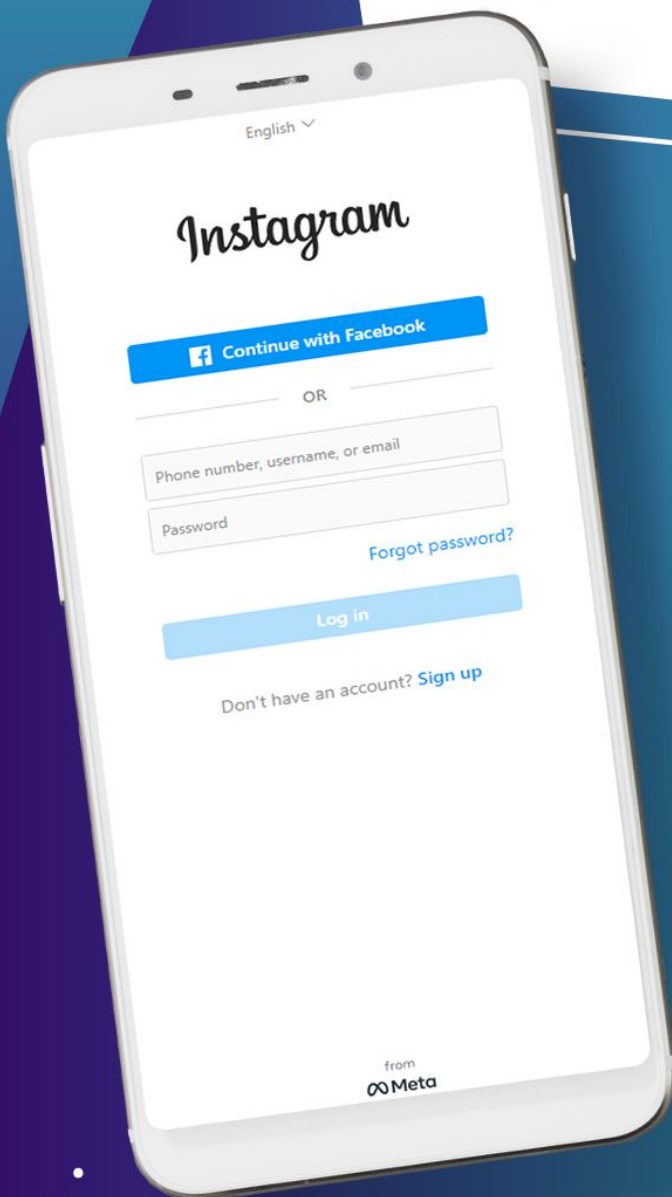 English
Instagram
Continue with Facebook
OR
Phone number, username, or email
Password
Forgot password?
Log in
Don't have an account? Sign up
from
Meta